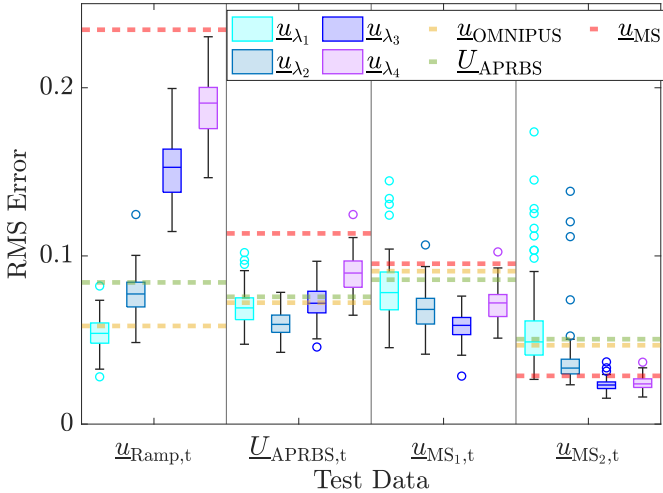 u_λ1 u_λ3 u_OMNIPUS u_MS
u_λ2 u_λ4 U_APRBS
0.2
0.1
0
RMS Error
u_Ramp,t U_APRBS,t u_MS1,t u_MS2,t
Test Data